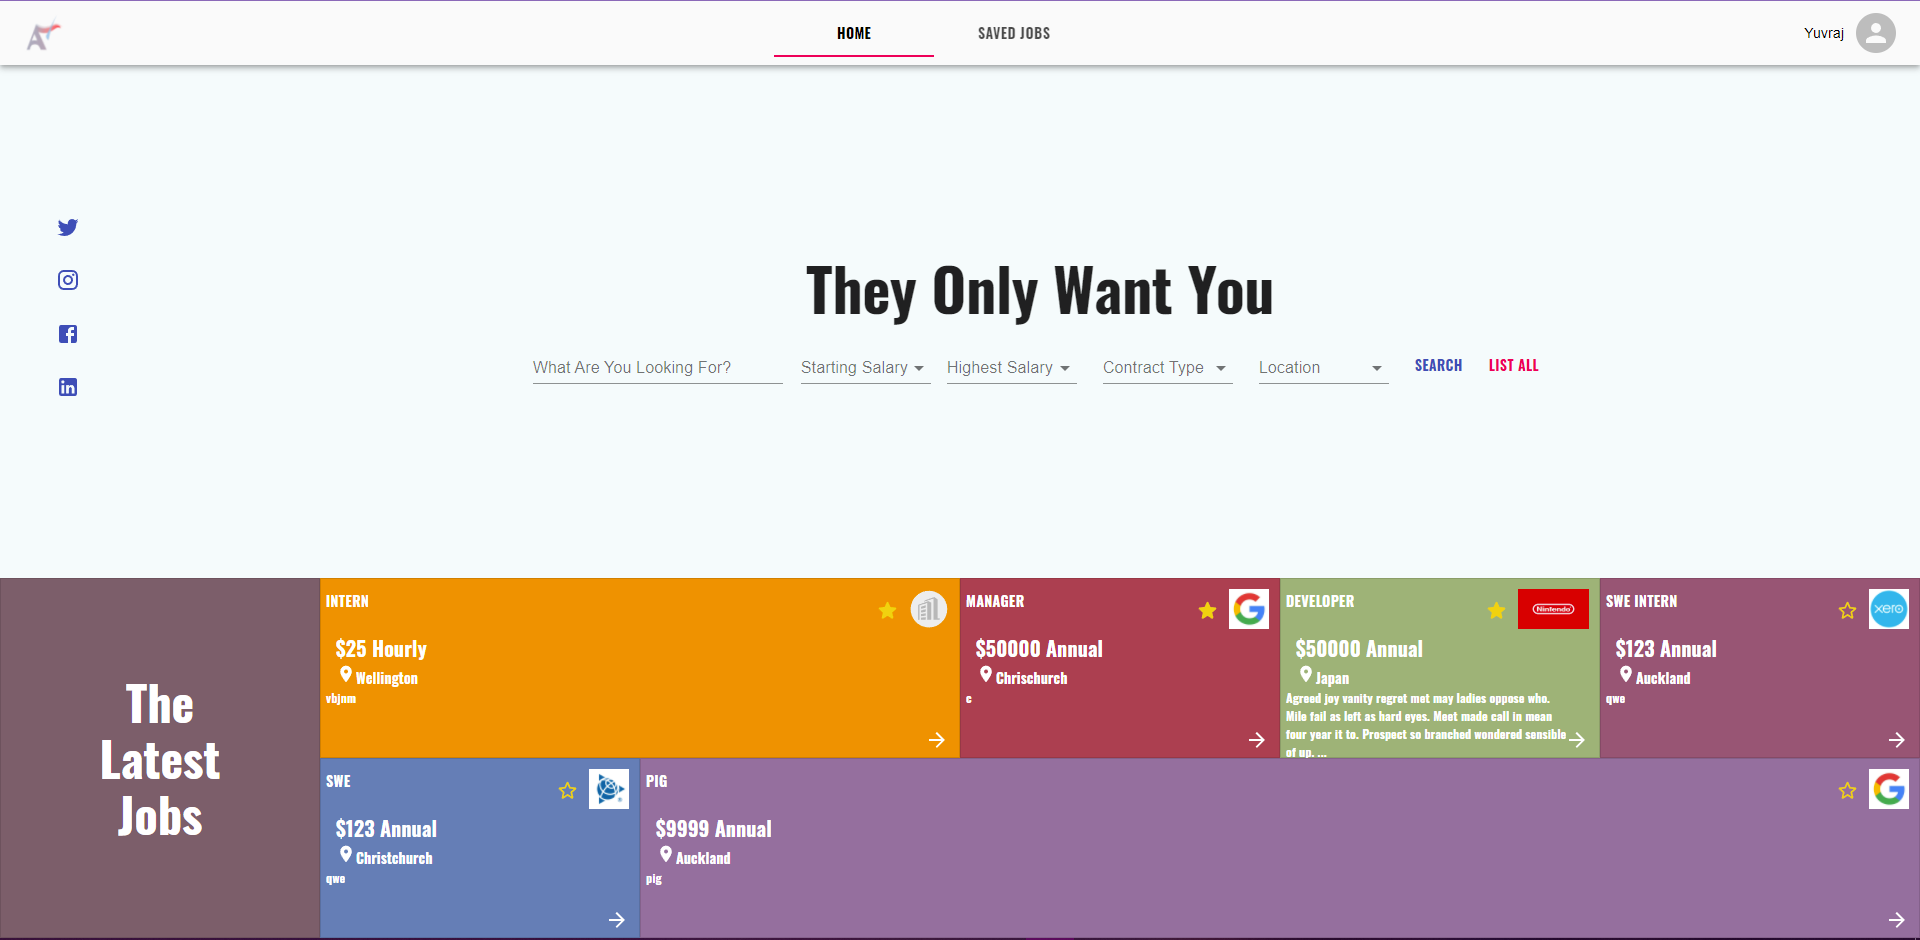 HOME
SAVED JOBS
Yuvraj
They Only Want You
What Are You Looking For?
Starting Salary
Highest Salary
Contract Type
Location
SEARCH
LIST ALL
The
Latest
Jobs
INTERN
$25 Hourly
Wellington
vbjnm
MANAGER
$50000 Annual
Chrischurch
c
DEVELOPER
Nintendo
$50000 Annual
Japan
Agreed joy vanity regret met may ladies oppose who.
Mile fail as left as hard eyes. Meet made call in mean
four year it to. Prospect so branched wondered sensible
of up. ...
SWE INTERN
xero
$123 Annual
Auckland
qwe
SWE
$123 Annual
Christchurch
qwe
PIG
G
$9999 Annual
Auckland
pig